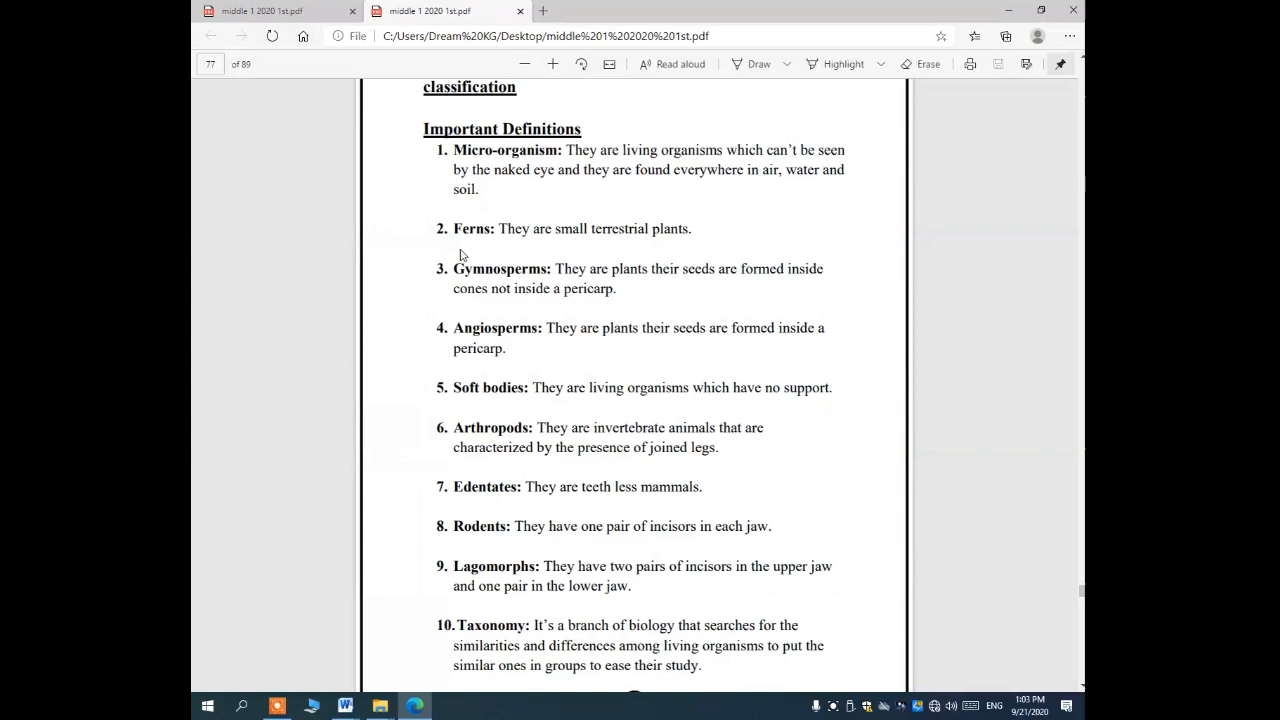 middle 1 2020 1st.pdf
middle 1 2020 1st.pdf
File C:/Users/Dream%20KG/Desktop/middle%201%202020%201st.pdf
77 of 89
Read aloud
Draw
Highlight
Erase
classification
Important Definitions
1. Micro-organism: They are living organisms which can't be seen
by the naked eye and they are found everywhere in air, water and
soil.
2. Ferns: They are small terrestrial plants.
3. Gymnosperms: They are plants their seeds are formed inside
cones not inside a pericarp.
4. Angiosperms: They are plants their seeds are formed inside a
pericarp.
5. Soft bodies: They are living organisms which have no support.
6. Arthropods: They are invertebrate animals that are
characterized by the presence of joined legs.
7. Edentates: They are teeth less mammals.
8. Rodents: They have one pair of incisors in each jaw.
9. Lagomorphs: They have two pairs of incisors in the upper jaw
and one pair in the lower jaw.
10. Taxonomy: It's a branch of biology that searches for the
similarities and differences among living organisms to put the
similar ones in groups to ease their study.
ENG
1:03 PM
9/21/2020